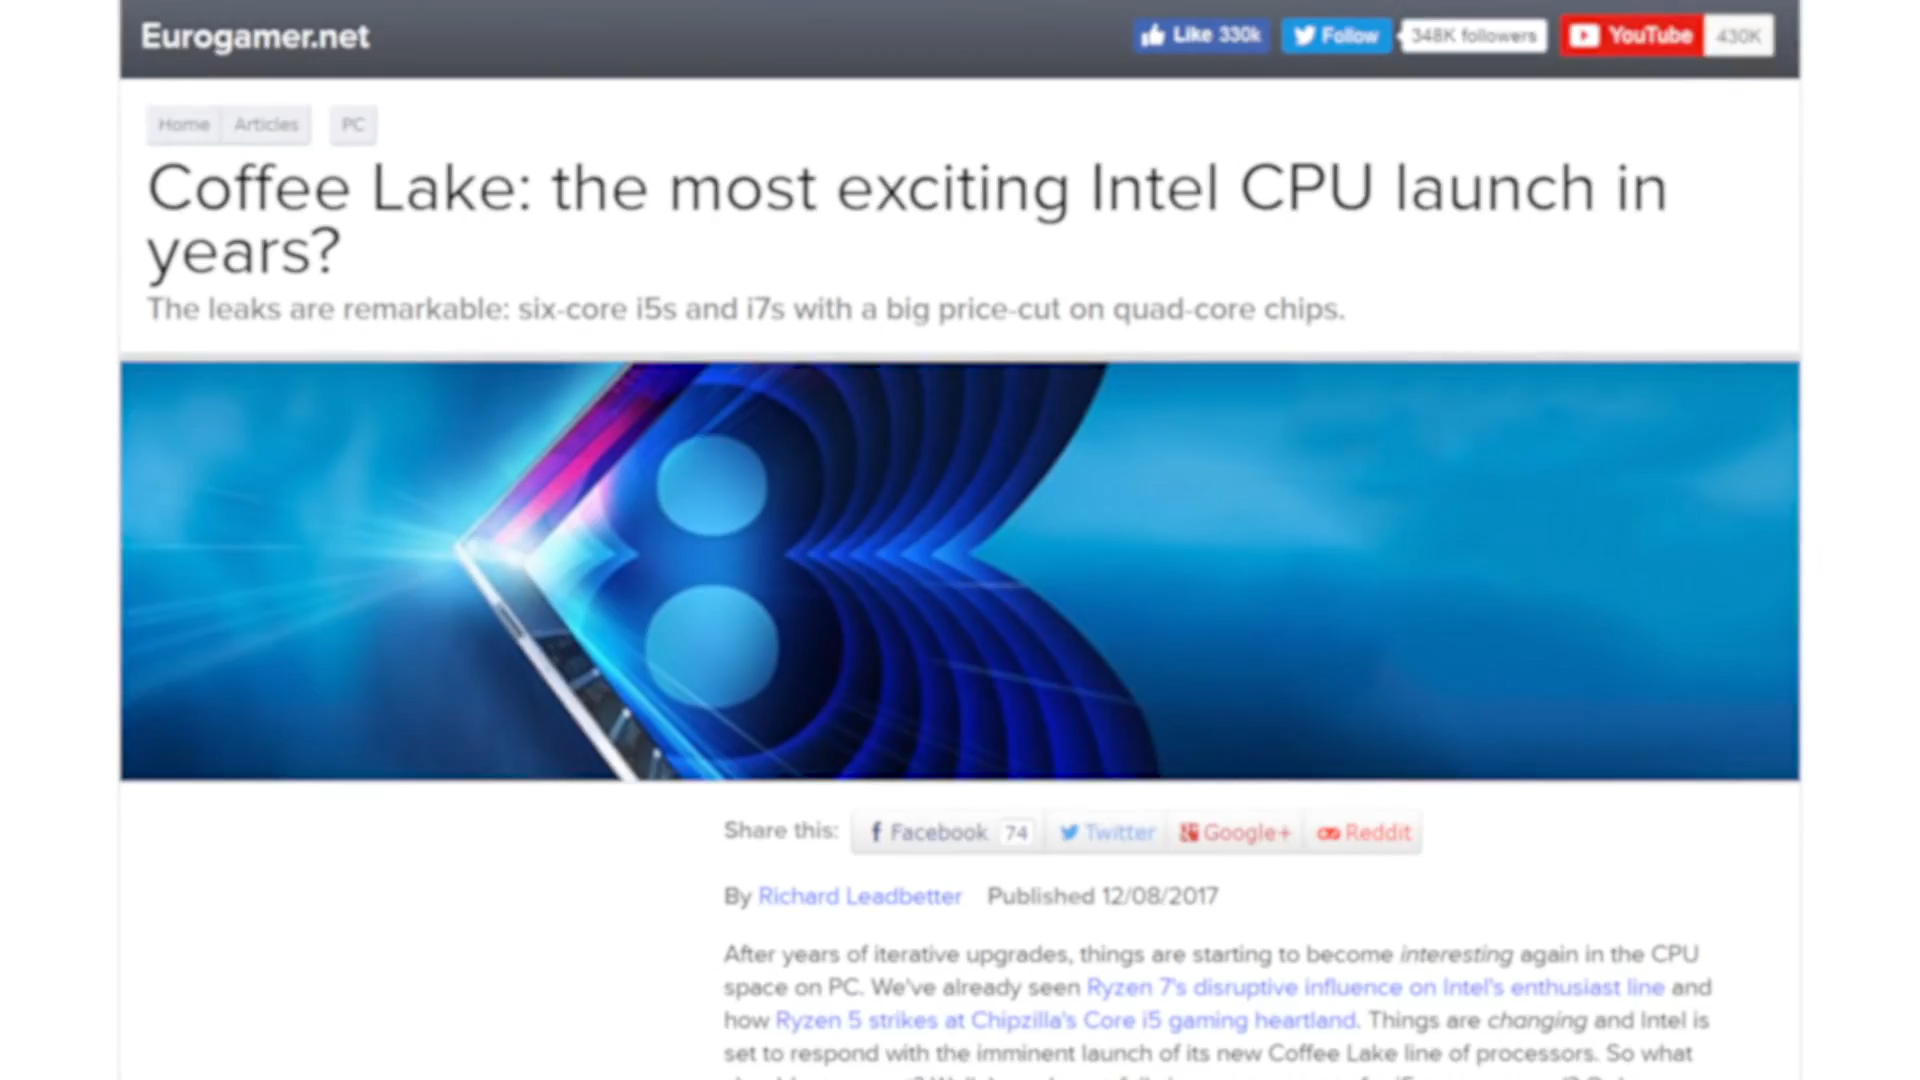 Eurogamer.net
Like 330k
Follow
348K followers
YouTube
430K
Home
Articles
PC
Coffee Lake: the most exciting Intel CPU launch in
years?
The leaks are remarkable: six-core i5s and i7s with a big price-cut on quad-core chips.
Share this:
Facebook 74
Twitter
Google+
Reddit
By Richard Leadbetter Published 12/08/2017
After years of iterative upgrades, things are starting to become interesting again in the CPU
space on PC. We've already seen Ryzen 7's disruptive influence on Intel's enthusiast line and
how Ryzen 5 strikes at Chipzilla's Core i5 gaming heartland. Things are changing and Intel is
set to respond with the imminent launch of its new Coffee Lake line of processors. So what